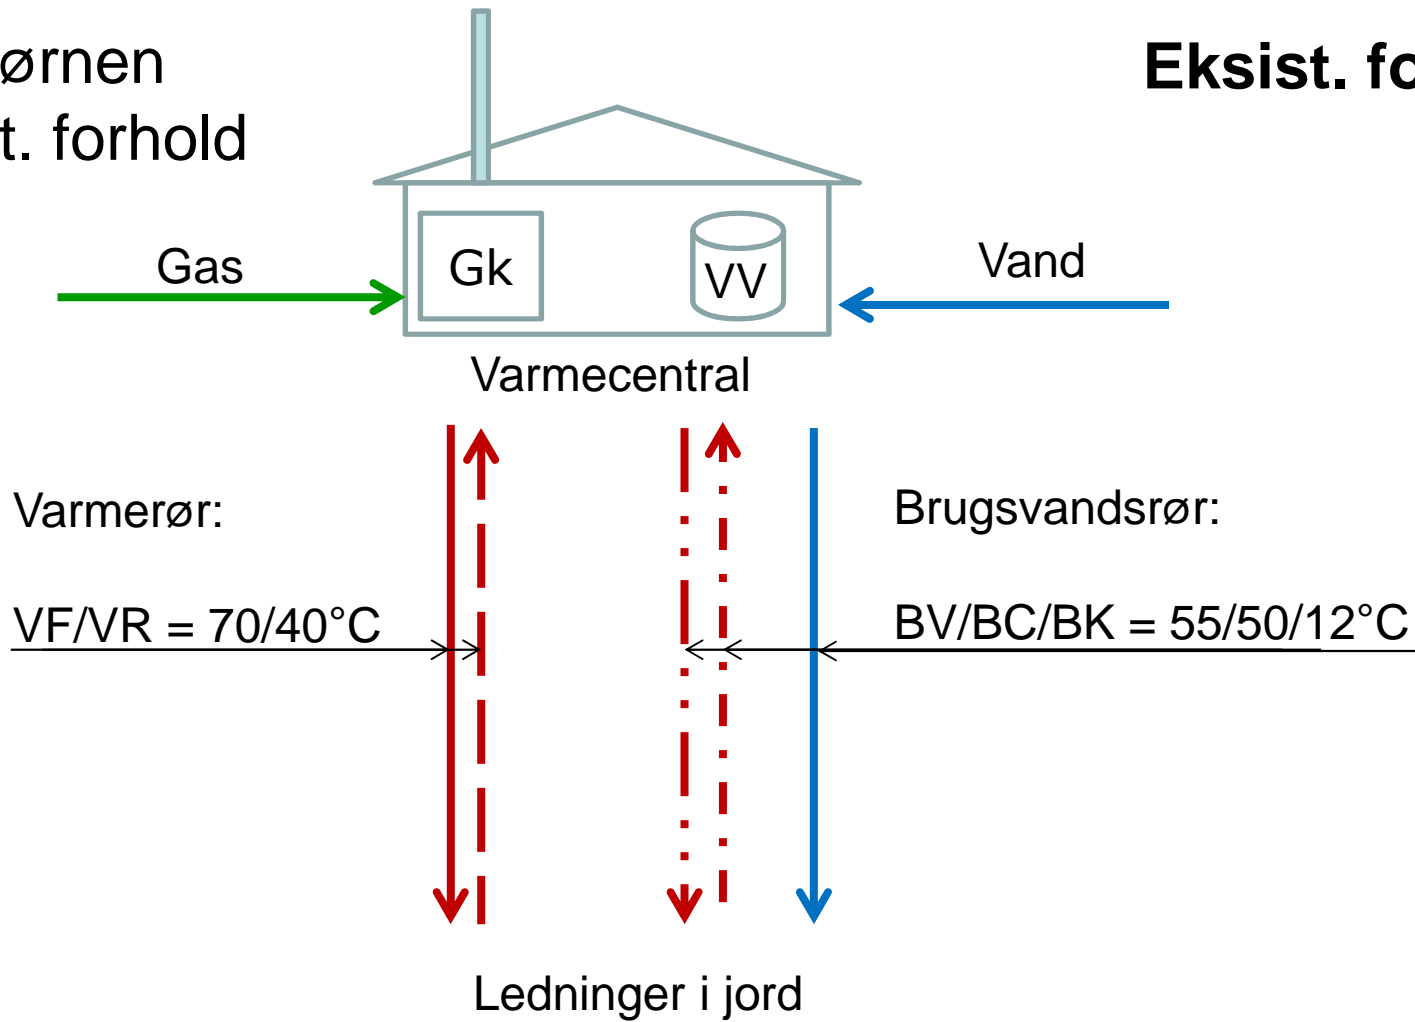 ørnen
t. forhold
Eksist. fo
Gas
Gk
VV
Vand
Varmecentral
Varmerør:
VF/VR = 70/40°C
Brugsvandsrør:
BV/BC/BK = 55/50/12°C
Ledninger i jord